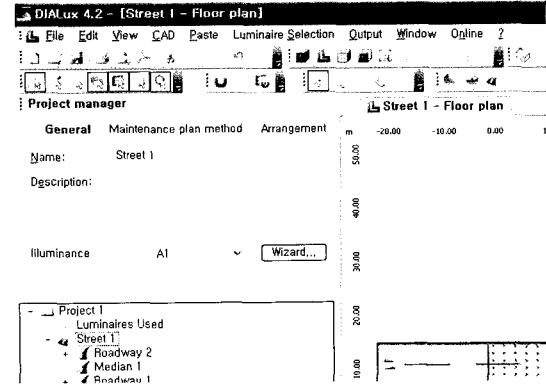 DIALux 4.2 - [Street 1 - Floor plan]
File Edit View CAD Paste Luminaire Selection Output Window Online ?
Project manager
Street 1 - Floor plan
General Maintenance plan method Arrangement
m -20.00 -10.00 0.00 1
Name: Street 1
50.00
Description:
40.00
Illuminance A1 Wizard...
30.00
Project 1
20.00
Luminaires Used
Street 1
Roadway 2
Median 1
10.00
Roadway 1